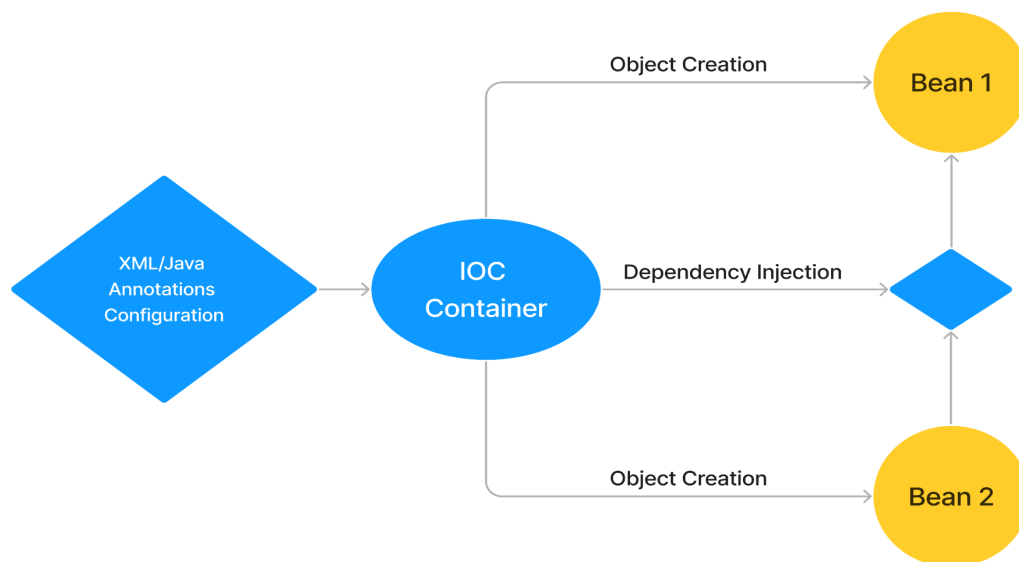 Object Creation
Bean 1
XML/Java
Annotations
Configuration
IOC
Container
Dependency Injection
Object Creation
Bean 2